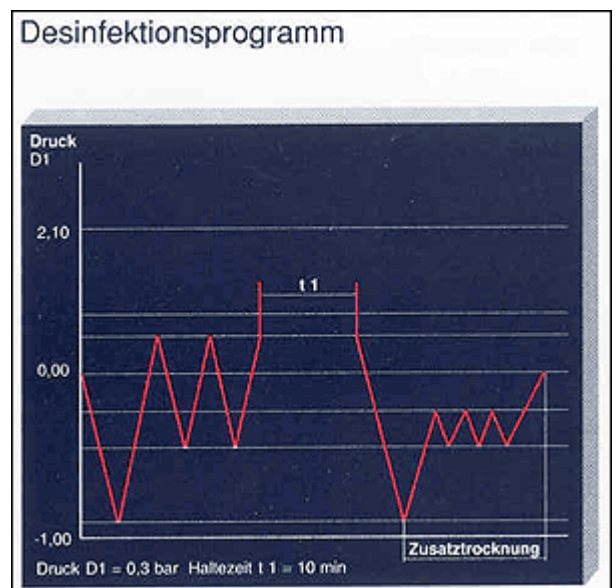 Desinfektionsprogramm
Druck
D1
2,10
t 1
0,00
-1,00
Zusatztrocknung
Druck D1 = 0,3 bar Haltezeit t 1 = 10 min